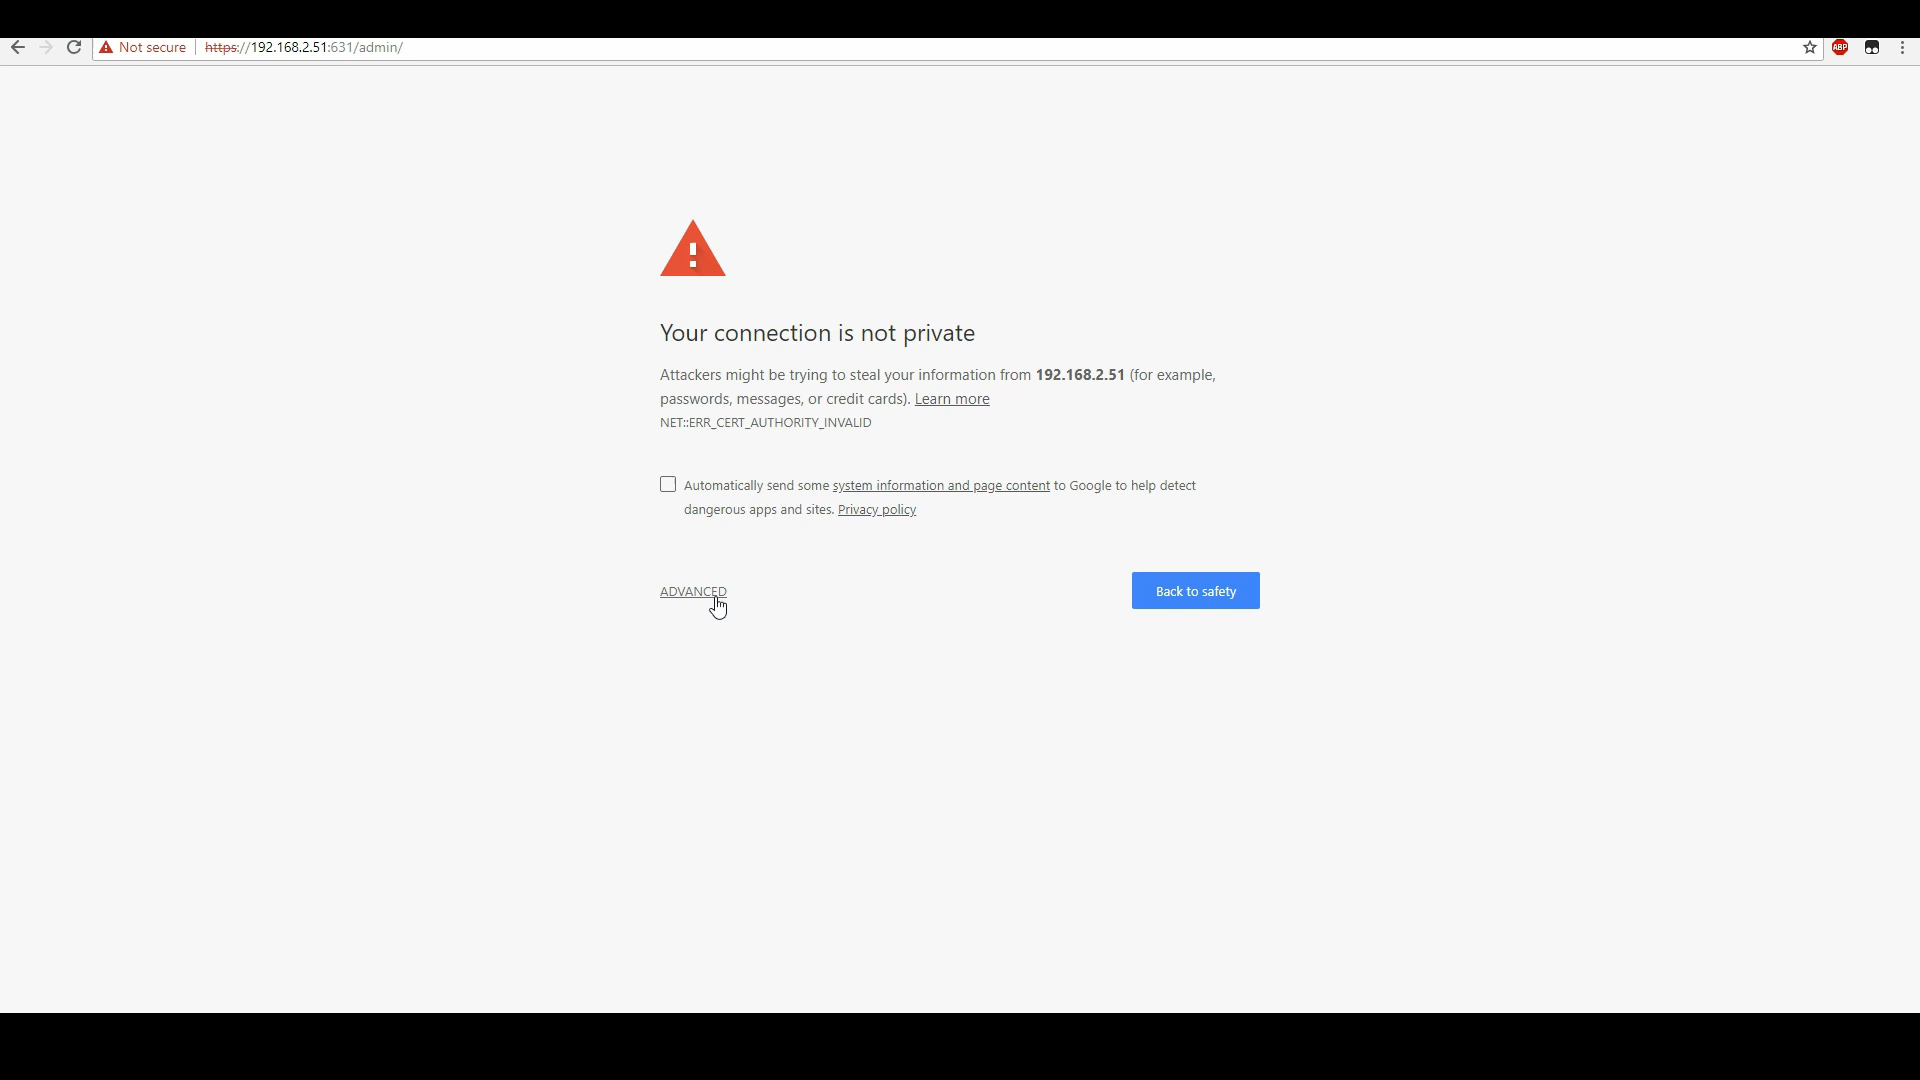 Not secure https://192.168.2.51:631/admin/
ABP
Your connection is not private
Attackers might be trying to steal your information from 192.168.2.51 (for example,
passwords, messages, or credit cards). Learn more
NET::ERR_CERT_AUTHORITY_INVALID
Automatically send some system information and page content to Google to help detect
dangerous apps and sites. Privacy policy
ADVANCED
Back to safety